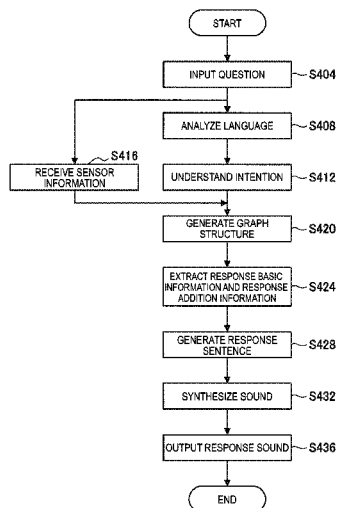 START
INPUT QUESTION
S404
ANALYZE LANGUAGE
S408
S416
RECEIVE SENSOR
INFORMATION
UNDERSTAND INTENTION
S412
GENERATE GRAPH
STRUCTURE
S420
EXTRACT RESPONSE BASIC
INFORMATION AND RESPONSE
ADDITION INFORMATION
S424
GENERATE RESPONSE
SENTENCE
S428
SYNTHESIZE SOUND
S432
OUTPUT RESPONSE SOUND
S436
END